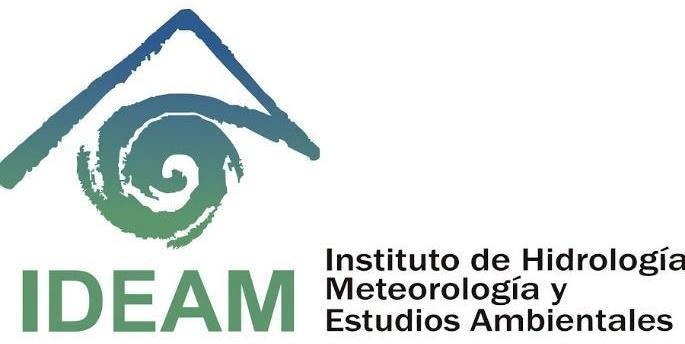 IDEAM
Instituto de Hidrología
Meteorología y
Estudios Ambientales